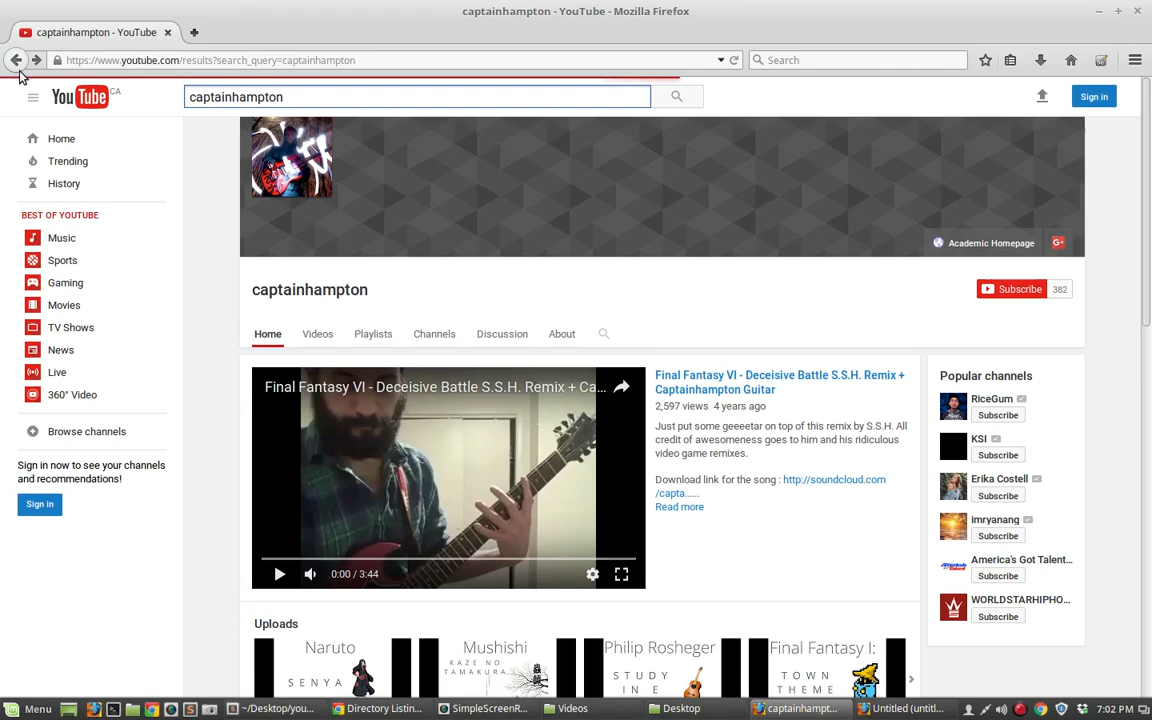 captainhampton - YouTube - Mozilla Firefox
captainhampton - YouTube
https://www.youtube.com/results?search_query=captainhampton
Search
YouTube CA
captainhampton
Sign in
Home
Trending
History
BEST OF YOUTUBE
Music
Sports
Gaming
Movies
TV Shows
News
Live
360° Video
Browse channels
Sign in now to see your channels
and recommendations!
Sign in
Academic Homepage
captainhampton
Subscribe 382
Home Videos Playlists Channels Discussion About
Final Fantasy VI - Deceisive Battle S.S.H. Remix + Ca...
0:00 / 3:44
Final Fantasy VI - Deceisive Battle S.S.H. Remix +
Captainhampton Guitar
2,597 views 4 years ago
Just put some geeeetar on top of this remix by S.S.H. All
credit of awesomeness goes to him and his ridiculous
video game remixes.
Download link for the song : http://soundcloud.com
/capta......
Read more
Popular channels
RiceGum
Subscribe
KSI
Subscribe
Erika Costell
Subscribe
imryanang
Subscribe
America's Got Talent...
Subscribe
WORLDSTARHIPHO...
Subscribe
Uploads
Naruto
SENYA
Mushishi
KAZE NO
TAMAKURA
Philip Rosheger
STUDY
IN E
Final Fantasy I:
TOWN
THEME
Menu
~/Desktop/you...
Directory Listin...
SimpleScreenR...
Videos
Desktop
captainhampt...
Untitled (untitl...
7:02 PM